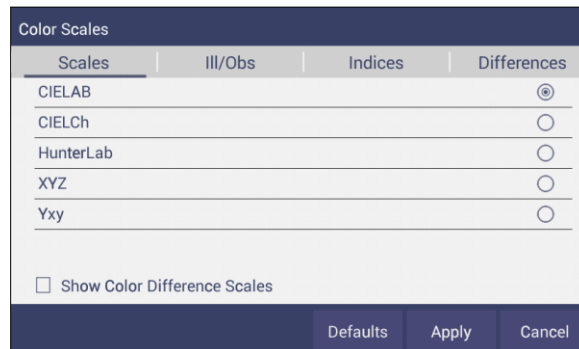 Color Scales
Scales Ill/Obs Indices Differences
CIELAB
CIELCh
HunterLab
XYZ
Yxy
Show Color Difference Scales
Defaults Apply Cancel